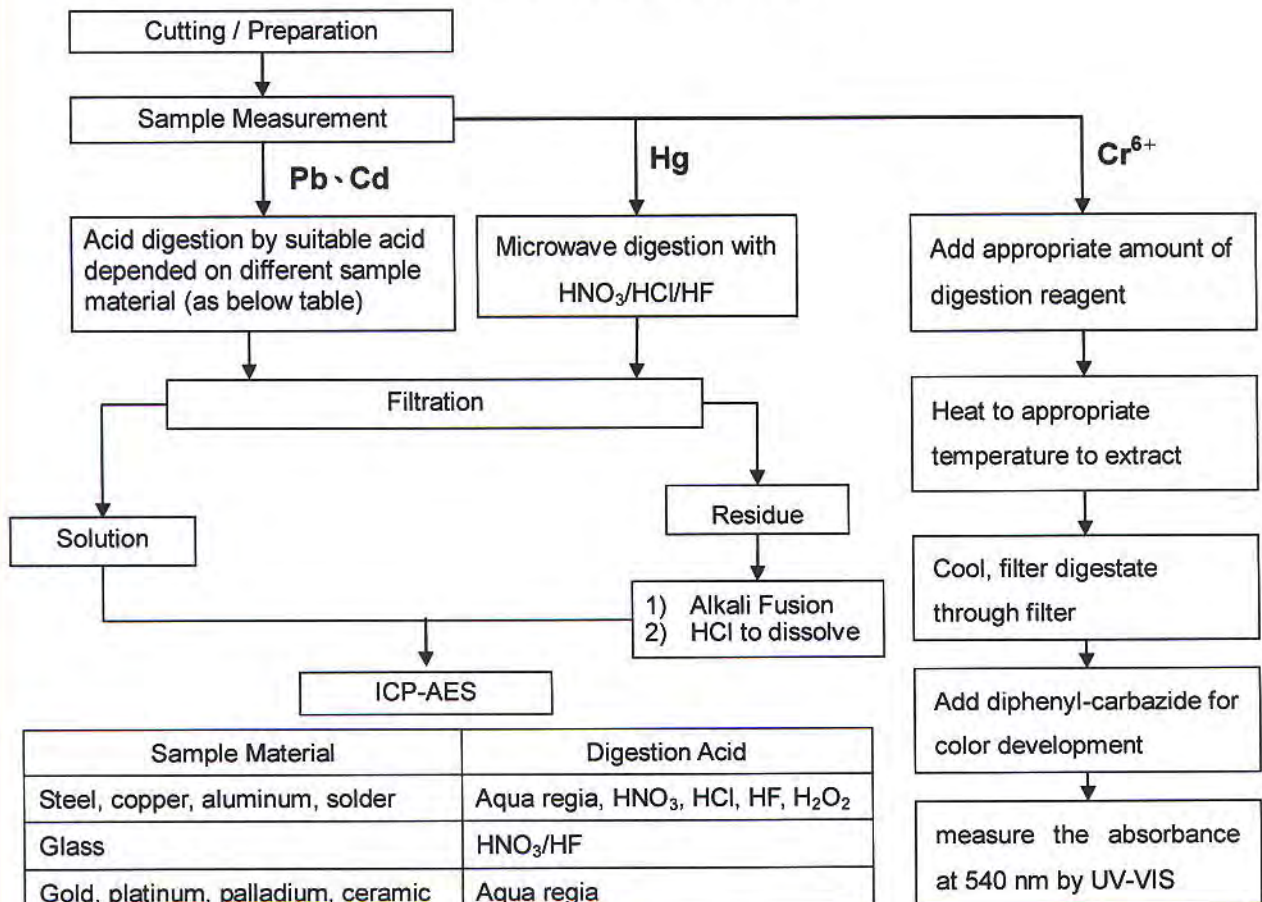 Cutting / Preparation
Sample Measurement
Pb、Cd
Hg
Cr⁶⁺
Acid digestion by suitable acid
depended on different sample
material (as below table)
Microwave digestion with
HNO₃/HCl/HF
Add appropriate amount of
digestion reagent
Filtration
Heat to appropriate
temperature to extract
Solution
Residue
1) Alkali Fusion
2) HCl to dissolve
Cool, filter digestate
through filter
ICP-AES
Add diphenyl-carbazide for
color development
measure the absorbance
at 540 nm by UV-VIS
Sample Material	Digestion Acid
Steel, copper, aluminum, solder	Aqua regia, HNO₃, HCl, HF, H₂O₂
Glass	HNO₃/HF
Gold, platinum, palladium, ceramic	Aqua regia